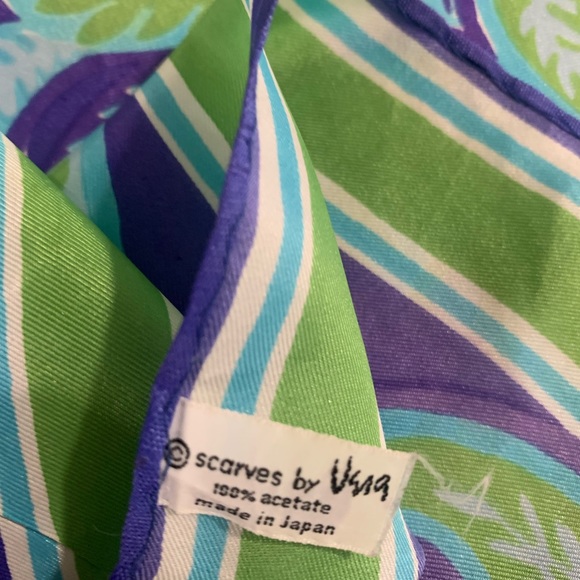 © scarves by Vera
100% acetate
made in Japan